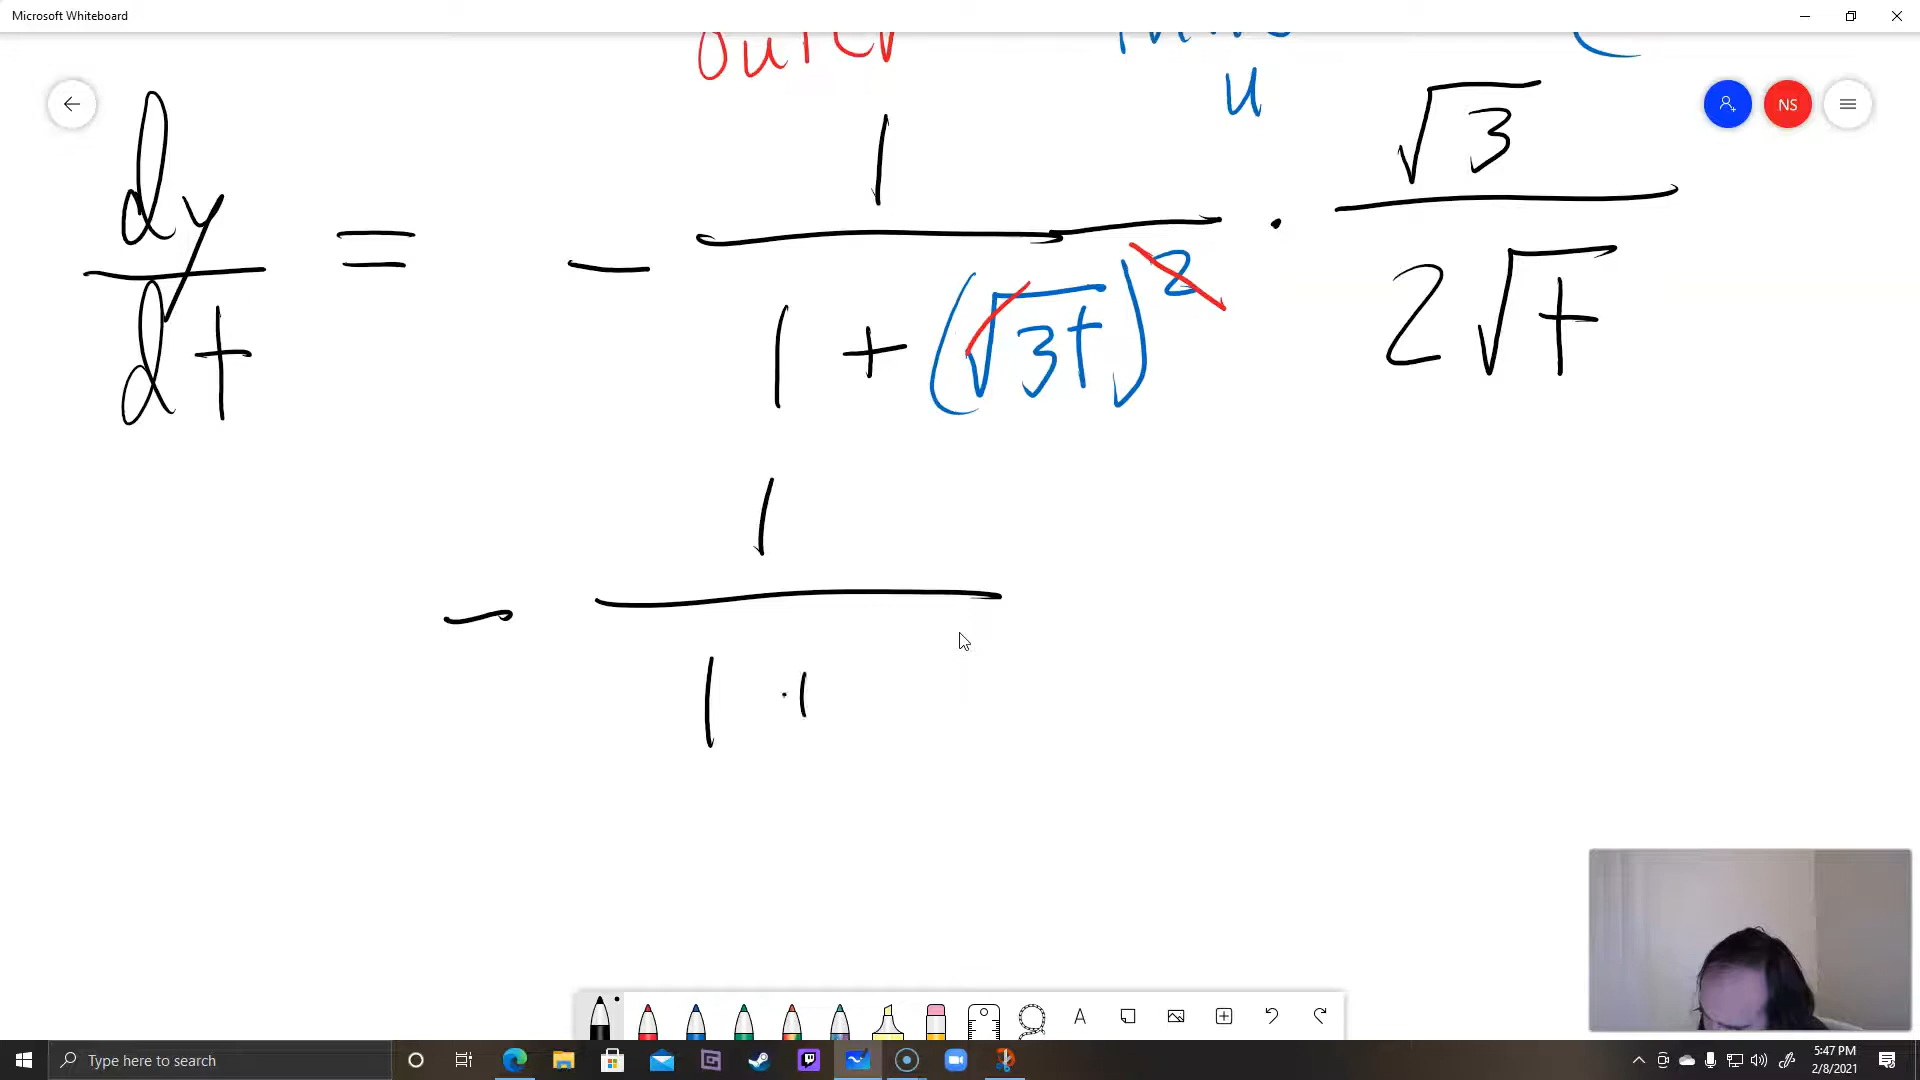 Microsoft Whiteboard
outer
u
NS
dy/dt = - 1/(1 + (√3t)²) · √3/(2√t)
- 1/(1
A
Type here to search
5:47 PM
2/8/2021